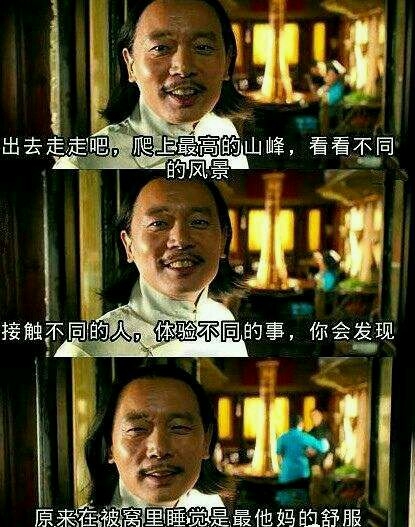 出去走走吧，爬上最高的山峰，看看不同
的风景
接触不同的人，体验不同的事，你会发现
原来在被窝里睡觉是最他妈的舒服